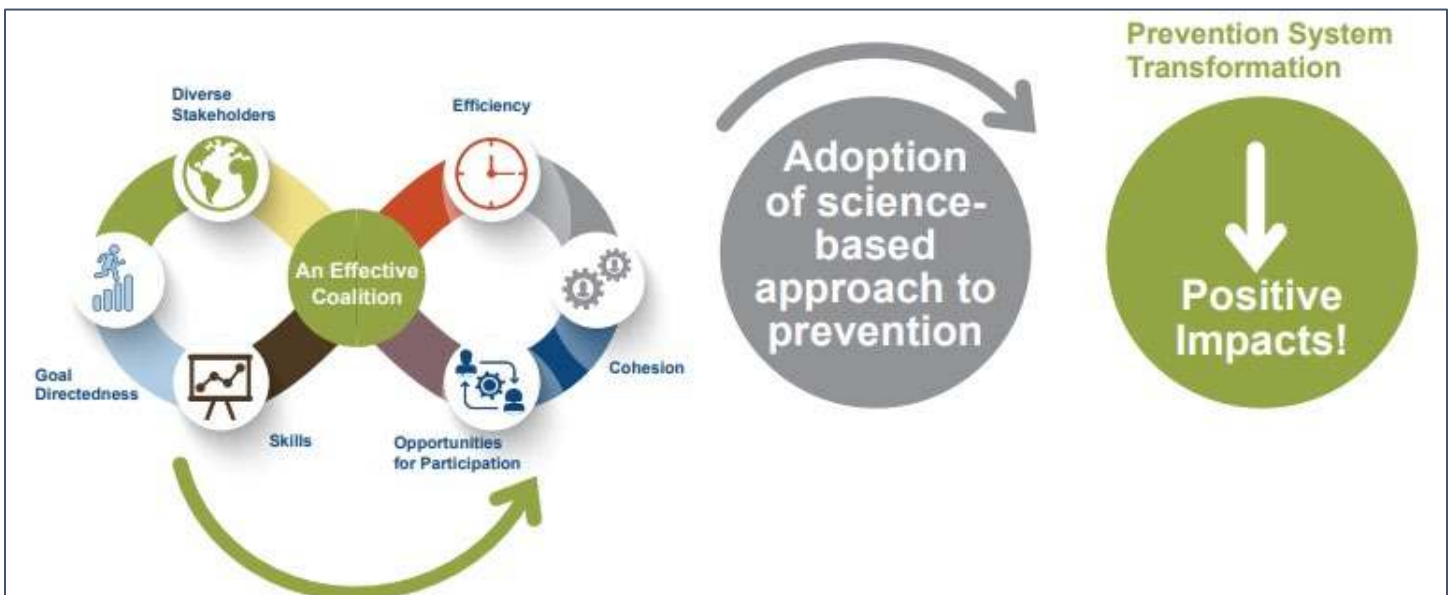 Diverse
Stakeholders
Efficiency
An Effective
Coalition
Goal
Directedness
Skills
Opportunities
for Participation
Cohesion
Adoption
of science-
based
approach to
prevention
Prevention System
Transformation
Positive
Impacts!